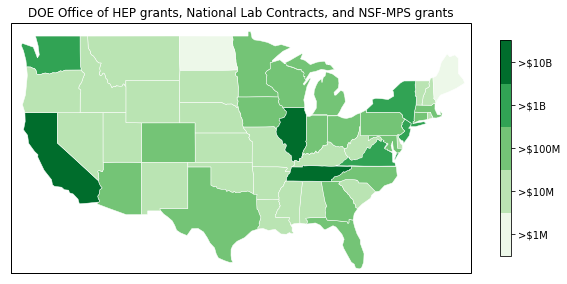 DOE Office of HEP grants, National Lab Contracts, and NSF-MPS grants
>$10B
>$1B
>$100M
>$10M
>$1M